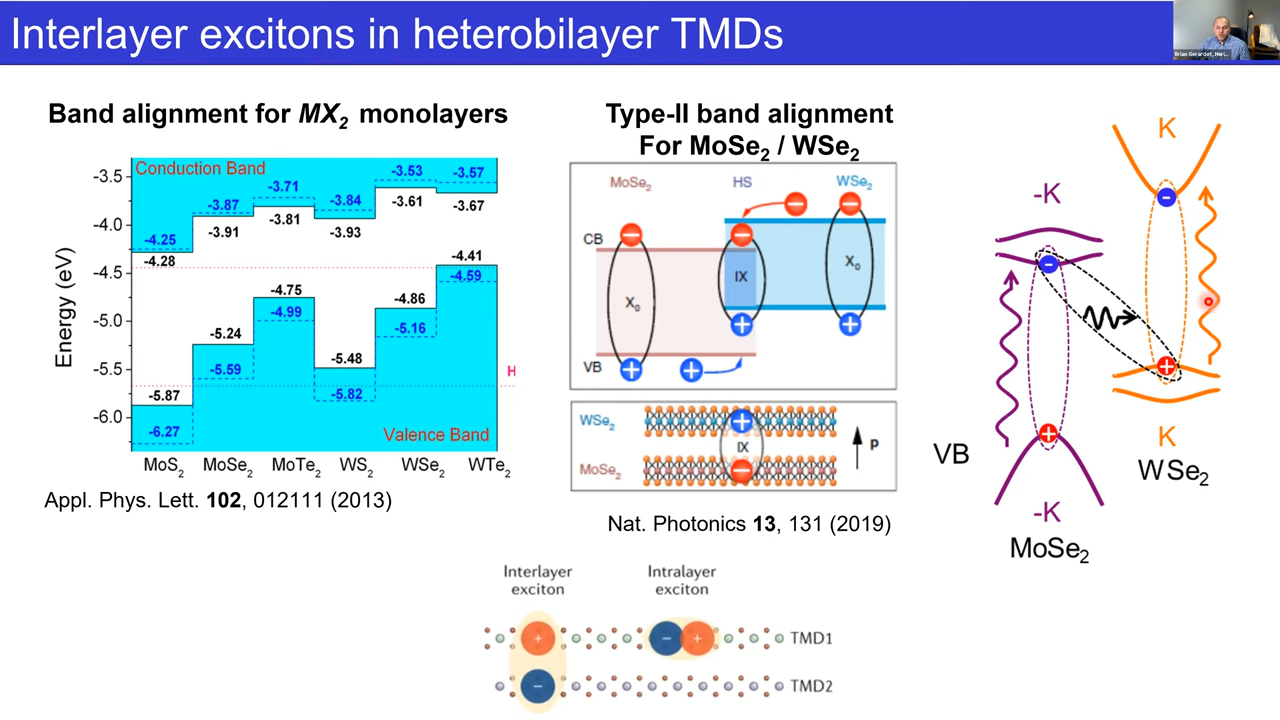 Interlayer excitons in heterobilayer TMDs
Brian Gerardot, Heri...
Band alignment for MX2 monolayers
Conduction Band
Energy (eV)
-3.5
-4.0
-4.5
-5.0
-5.5
-6.0
-4.25
-4.28
-3.87
-3.91
-3.71
-3.81
-3.84
-3.93
-3.53
-3.61
-3.57
-3.67
-5.87
-6.27
-5.24
-5.59
-4.75
-4.99
-5.48
-5.82
-4.86
-5.16
-4.41
-4.59
H
Valence Band
MoS2 MoSe2 MoTe2 WS2 WSe2 WTe2
Appl. Phys. Lett. 102, 012111 (2013)
Type-II band alignment
For MoSe2 / WSe2
MoSe2 HS WSe2
CB
X0
IX
X0
VB
WSe2
IX
MoSe2
p
Nat. Photonics 13, 131 (2019)
K
-K
VB
K
WSe2
-K
MoSe2
Interlayer
exciton
Intralayer
exciton
TMD1
TMD2